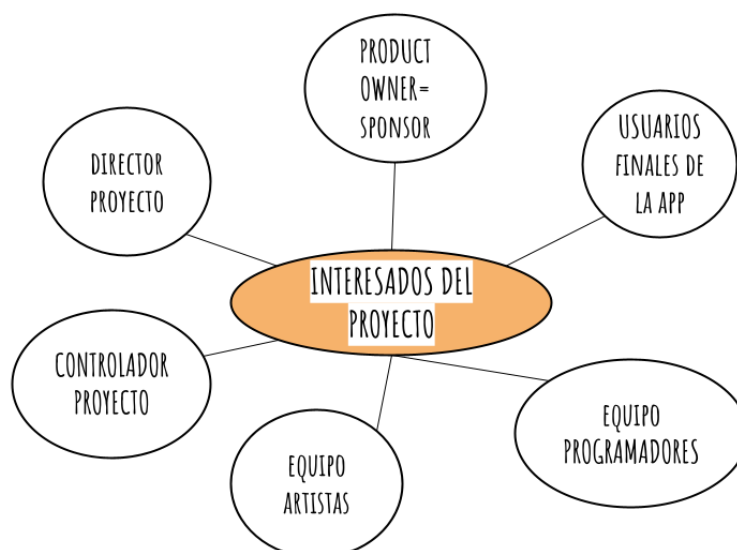 PRODUCT
OWNER=
SPONSOR
USUARIOS
FINALES DE
LA APP
DIRECTOR
PROYECTO
INTERESADOS DEL
PROYECTO
CONTROLADOR
PROYECTO
EQUIPO
PROGRAMADORES
EQUIPO
ARTISTAS